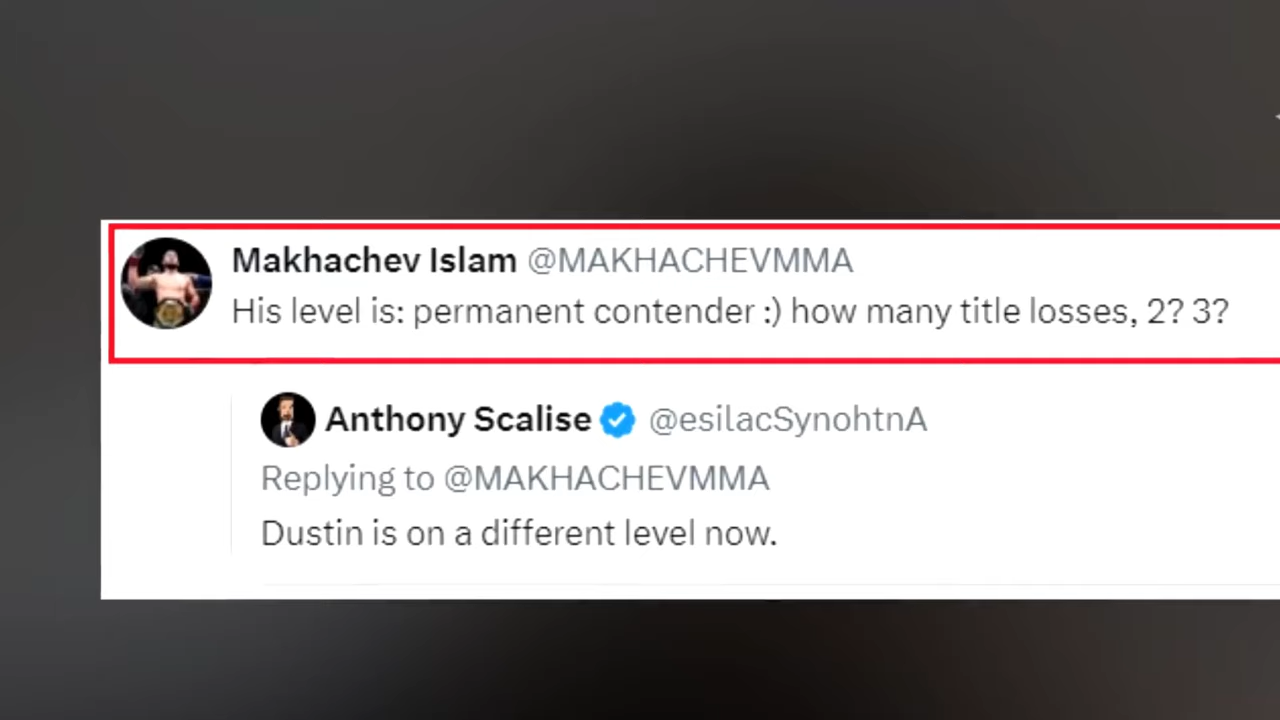 Makhachev Islam @MAKHACHEVMMA
His level is: permanent contender :) how many title losses, 2? 3?
Anthony Scalise @esilacSynohtnA
Replying to @MAKHACHEVMMA
Dustin is on a different level now.